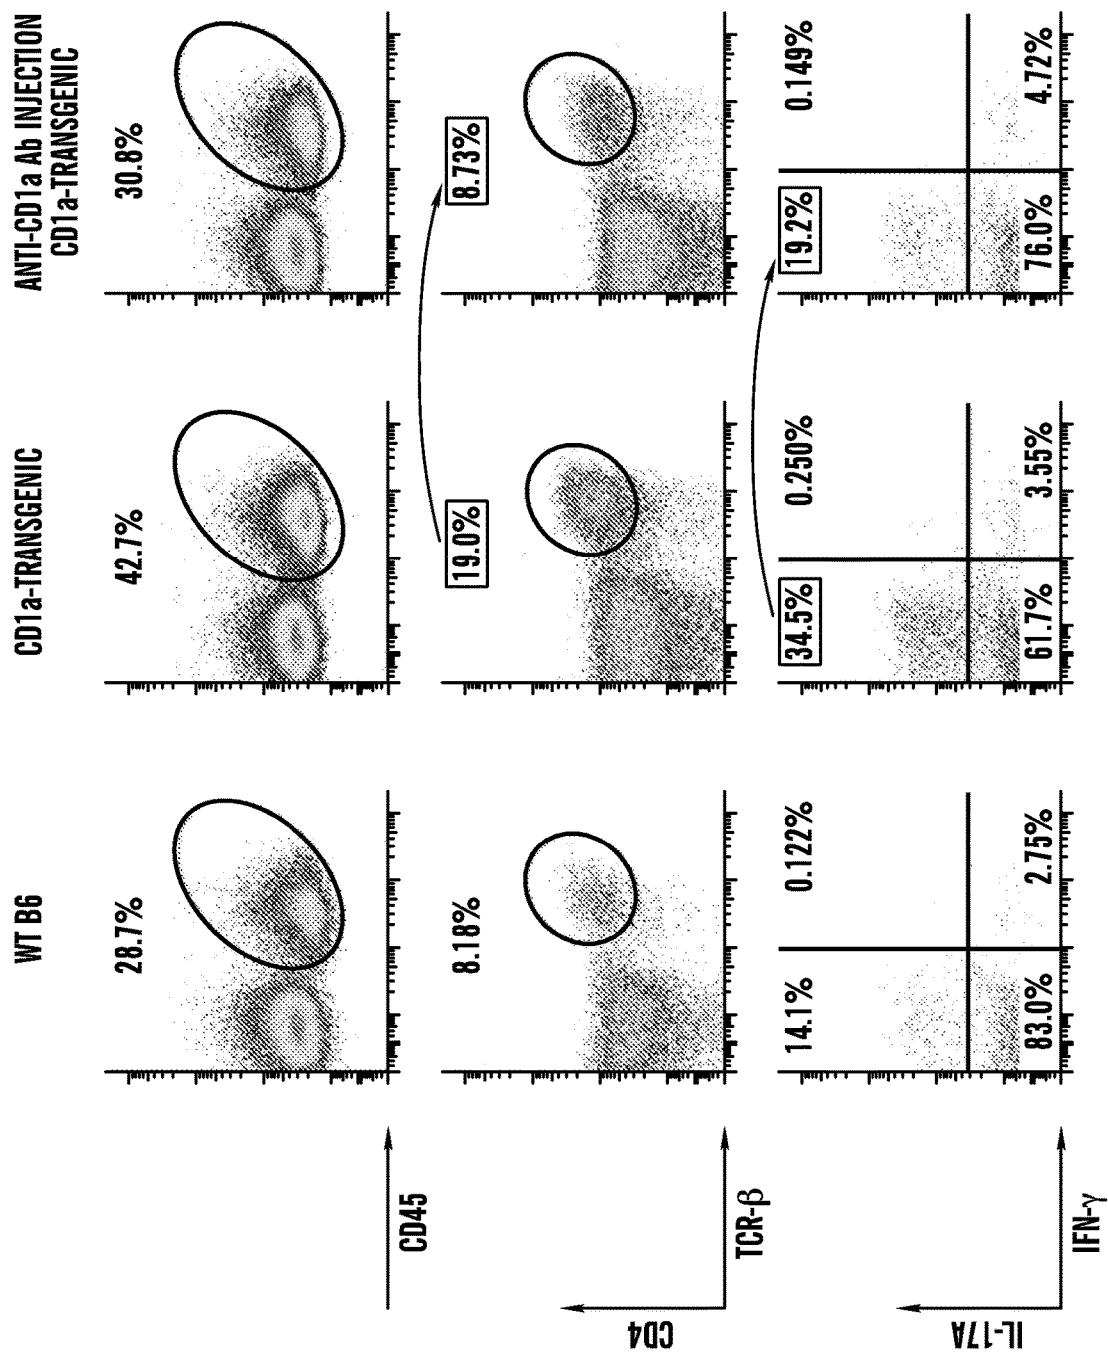 WT B6
CD1a-TRANSGENIC
ANTI-CD1a Ab INJECTION
CD1a-TRANSGENIC
28.7%
42.7%
30.8%
CD45
8.18%
19.0%
8.73%
CD4
TCR-β
14.1%
0.122%
34.5%
0.250%
19.2%
0.149%
83.0%
2.75%
61.7%
3.55%
76.0%
4.72%
IL-17A
IFN-γ